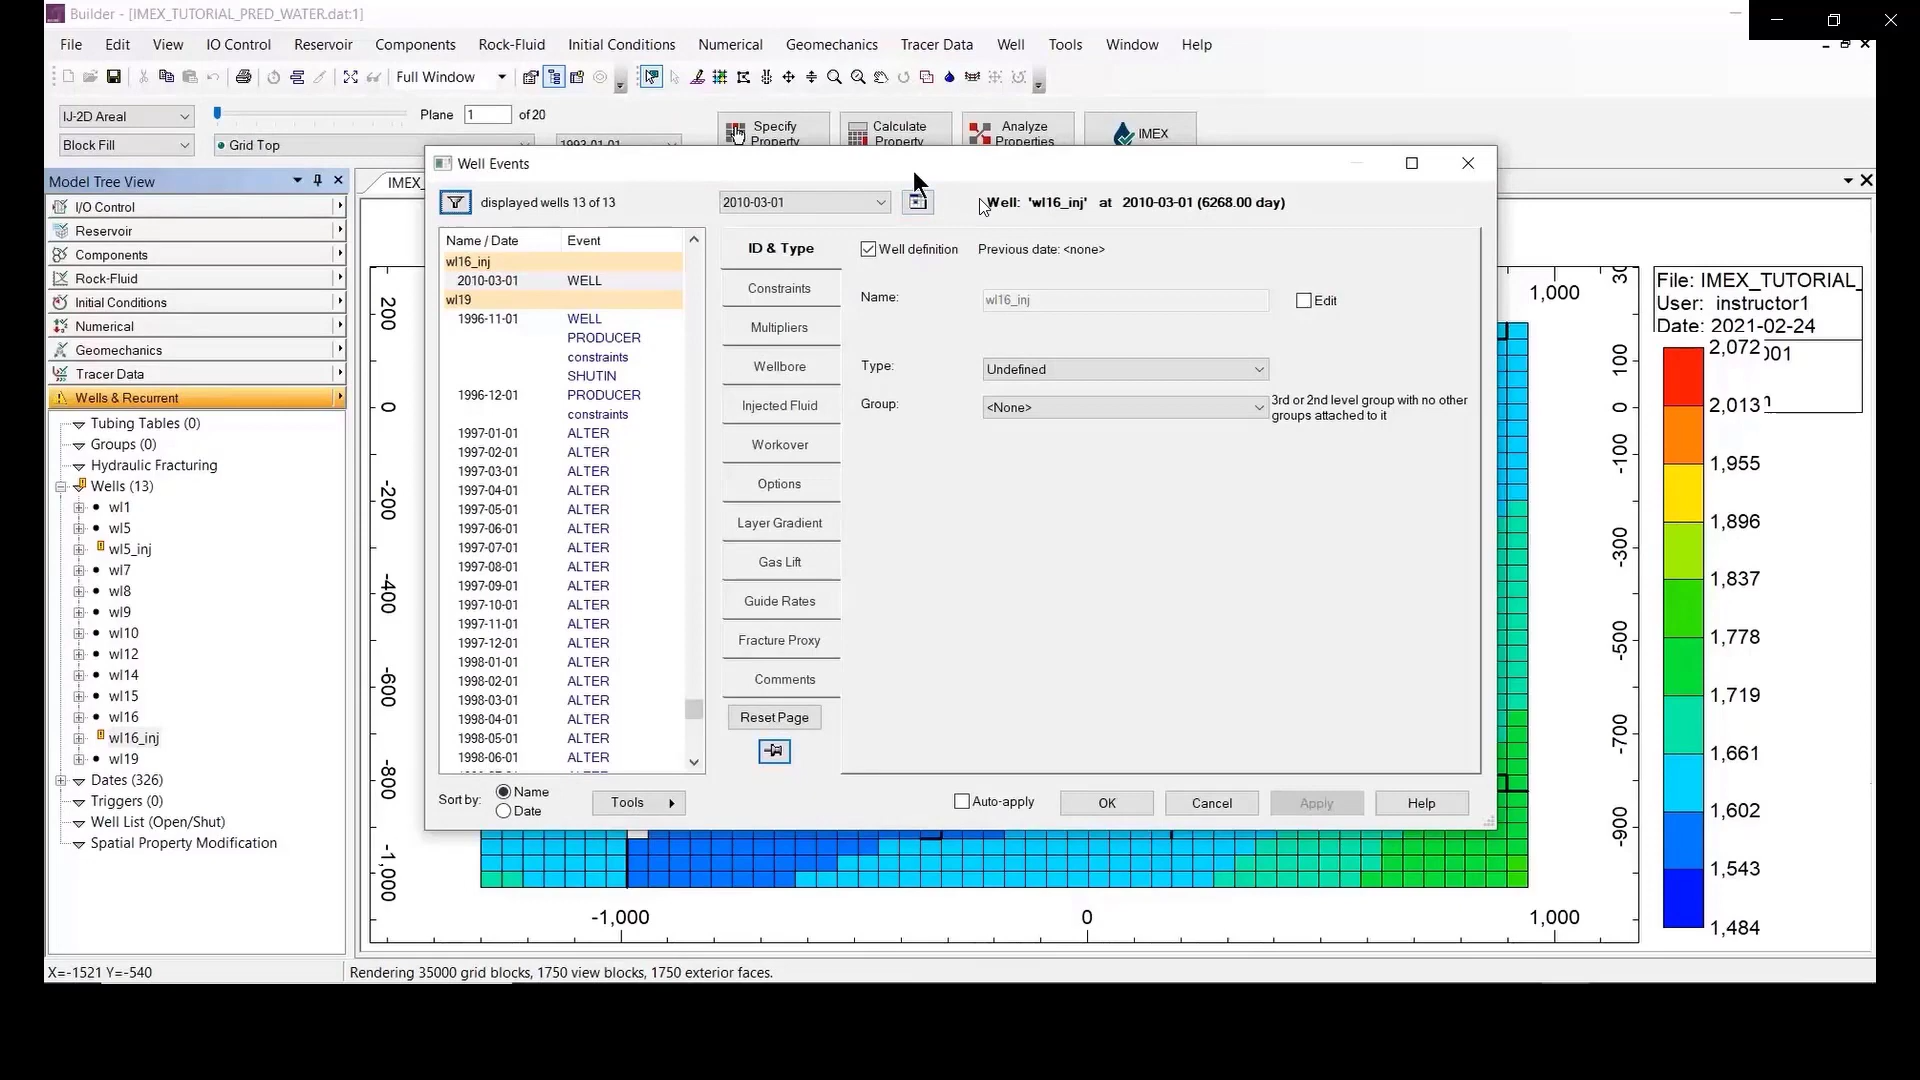 Builder - [IMEX_TUTORIAL_PRED_WATER.dat:1]
File Edit View IO Control Reservoir Components Rock-Fluid Initial Conditions Numerical Geomechanics Tracer Data Well Tools Window Help
Full Window
IJ-2D Areal
Plane 1 of 20
Block Fill
Grid Top
1993-01-01
Specify Property
Calculate Property
Analyze Properties
IMEX
Model Tree View
I/O Control
Reservoir
Components
Rock-Fluid
Initial Conditions
Numerical
Geomechanics
Tracer Data
Wells & Recurrent
Tubing Tables (0)
Groups (0)
Hydraulic Fracturing
Wells (13)
wl1
wl5
wl5_inj
wl7
wl8
wl9
wl10
wl12
wl14
wl15
wl16
wl16_inj
wl19
Dates (326)
Triggers (0)
Well List (Open/Shut)
Spatial Property Modification
IMEX_
Well Events
displayed wells 13 of 13
2010-03-01
Well: 'wl16_inj' at 2010-03-01 (6268.00 day)
Name / Date Event
wl16_inj
2010-03-01 WELL
wl19
1996-11-01 WELL
PRODUCER
constraints
SHUTIN
1996-12-01 PRODUCER
constraints
1997-01-01 ALTER
1997-02-01 ALTER
1997-03-01 ALTER
1997-04-01 ALTER
1997-05-01 ALTER
1997-06-01 ALTER
1997-07-01 ALTER
1997-08-01 ALTER
1997-09-01 ALTER
1997-10-01 ALTER
1997-11-01 ALTER
1997-12-01 ALTER
1998-01-01 ALTER
1998-02-01 ALTER
1998-03-01 ALTER
1998-04-01 ALTER
1998-05-01 ALTER
1998-06-01 ALTER
ID & Type
Constraints
Multipliers
Wellbore
Injected Fluid
Workover
Options
Layer Gradient
Gas Lift
Guide Rates
Fracture Proxy
Comments
Reset Page
Well definition Previous date: <none>
Name: wl16_inj Edit
Type: Undefined
Group: <None> 3rd or 2nd level group with no other
groups attached to it
Sort by: Name
Date
Tools
Auto-apply
OK Cancel Apply Help
200
0
-200
-400
-600
-800
-1,000
-1,000 0 1,000
1,000
100
0
-100
-300
-500
-700
-900
File: IMEX_TUTORIAL_
User: instructor1
Date: 2021-02-24
2,072
2,013
1,955
1,896
1,837
1,778
1,719
1,661
1,602
1,543
1,484
X=-1521 Y=-540
Rendering 35000 grid blocks, 1750 view blocks, 1750 exterior faces.